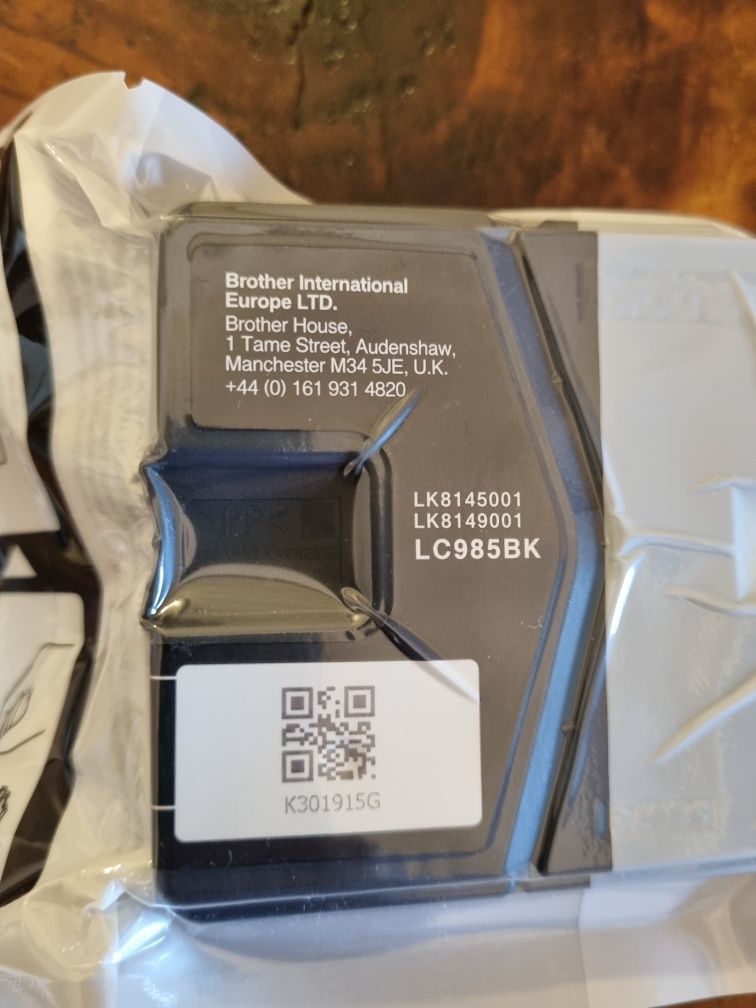 Brother International
Europe LTD.
Brother House,
1 Tame Street, Audenshaw,
Manchester M34 5JE, U.K.
+44 (0) 161 931 4820
LK8145001
LK8149001
LC985BK
K301915G